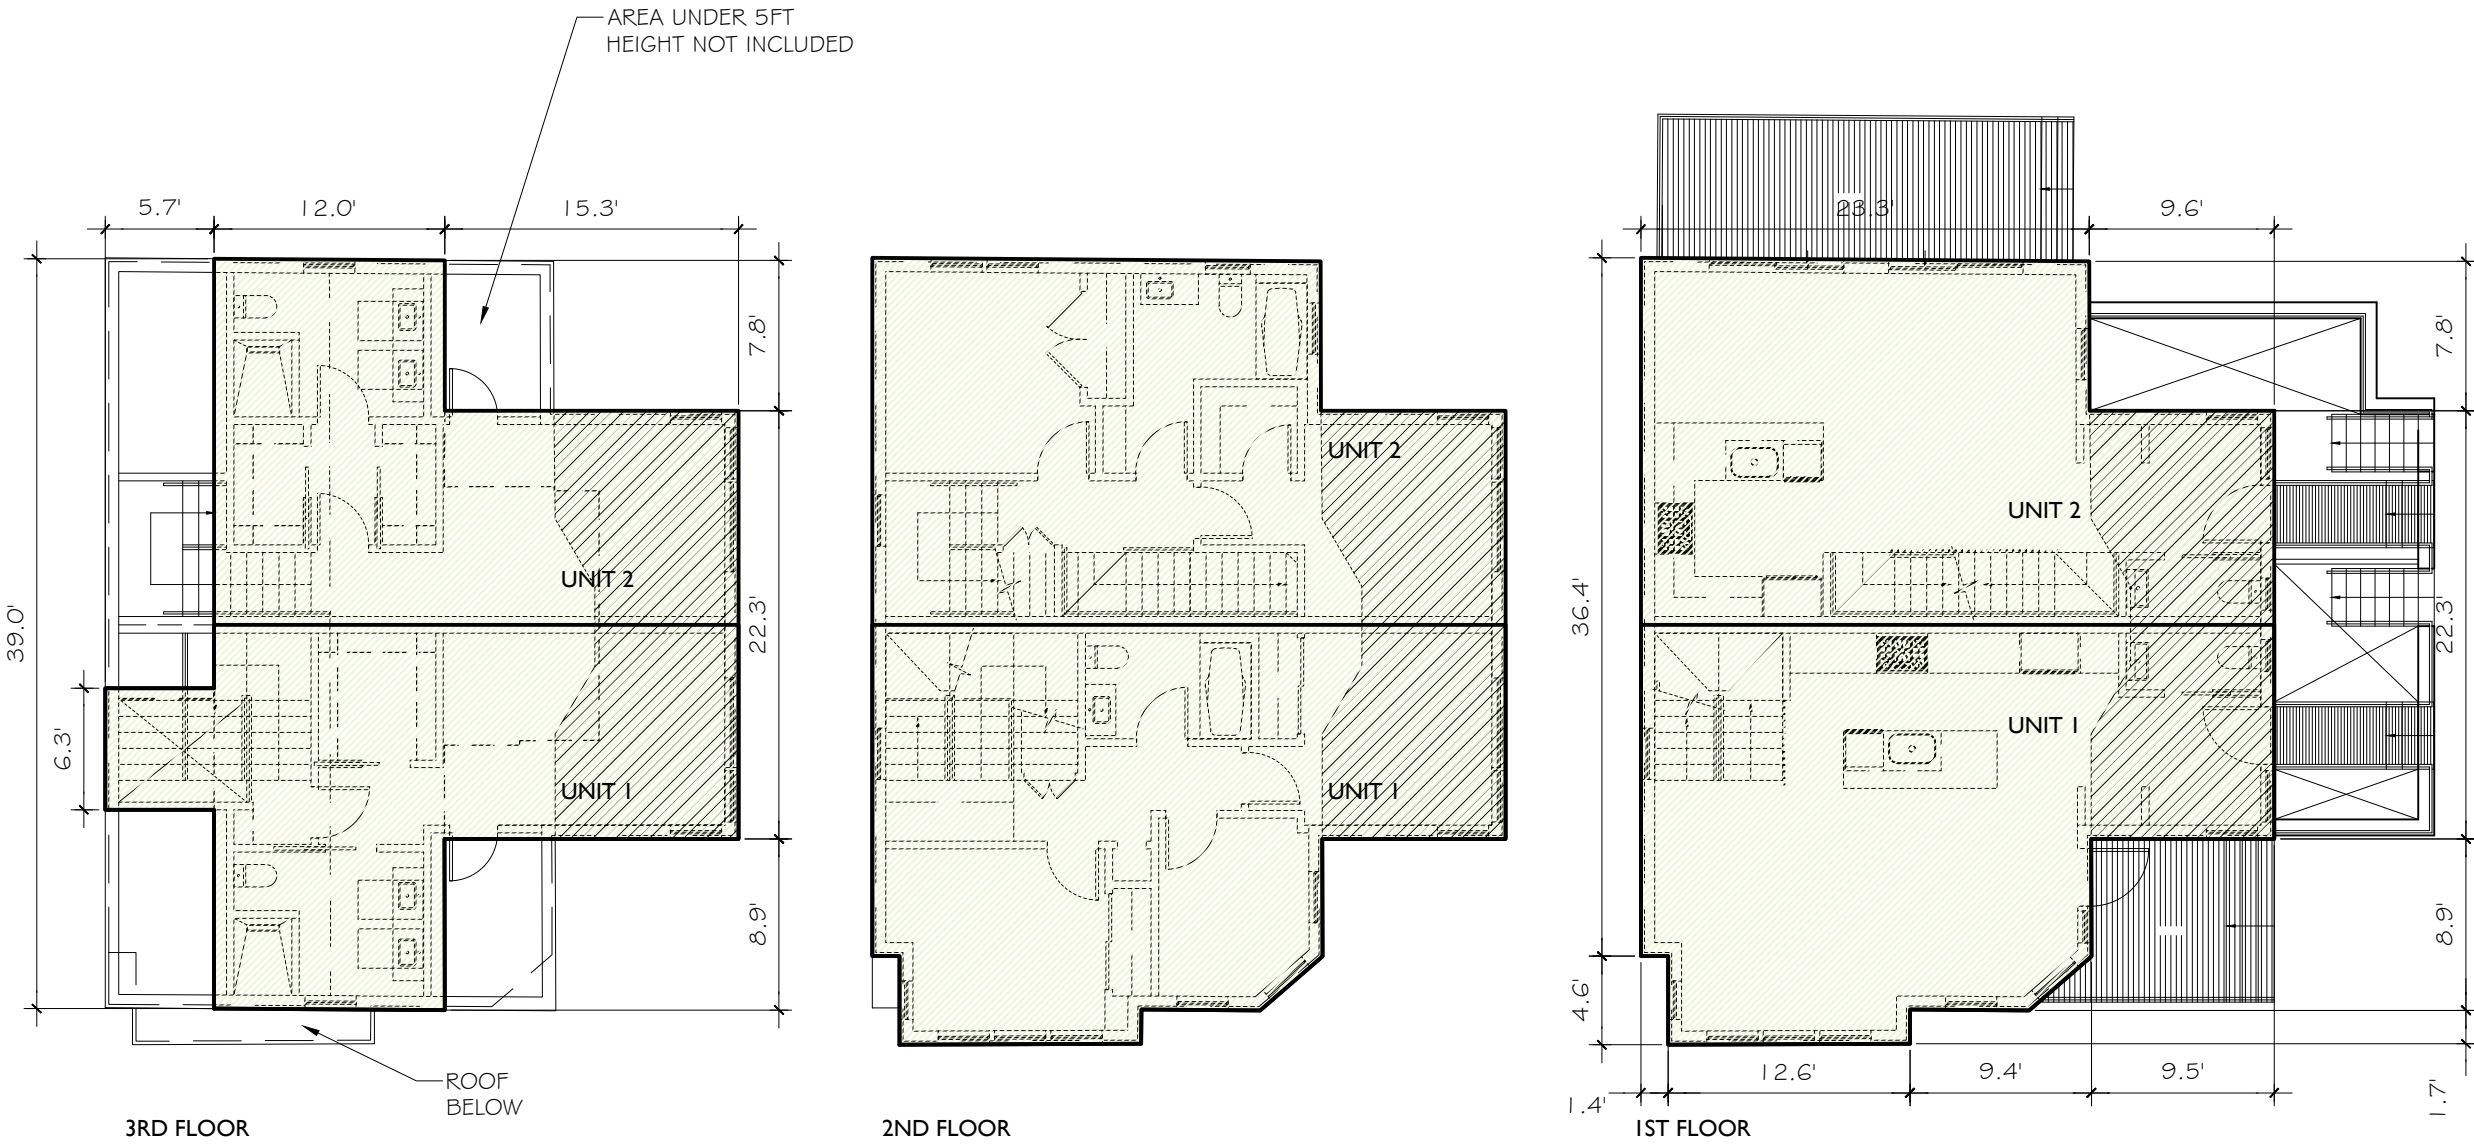 AREA UNDER 5FT
HEIGHT NOT INCLUDED
5.7'
12.0'
15.3'
23.3'
9.6'
7.8'
7.8'
UNIT 2
UNIT 2
UNIT 2
39.0'
22.3'
36.4'
22.3'
6.3'
UNIT 1
UNIT 1
UNIT 1
8.9'
8.9'
4.6'
12.6'
9.4'
9.5'
1.4'
1.7'
ROOF
BELOW
3RD FLOOR
2ND FLOOR
1ST FLOOR